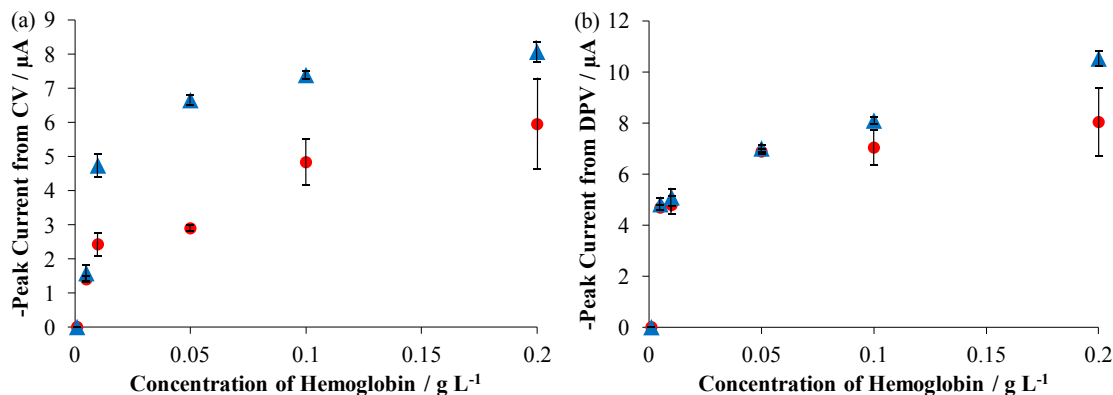 (a)
-Peak Current from CV / µA
9
8
7
6
5
4
3
2
1
0
0 0.05 0.1 0.15 0.2
Concentration of Hemoglobin / g L⁻¹
(b)
-Peak Current from DPV / µA
12
10
8
6
4
2
0
0 0.05 0.1 0.15 0.2
Concentration of Hemoglobin / g L⁻¹